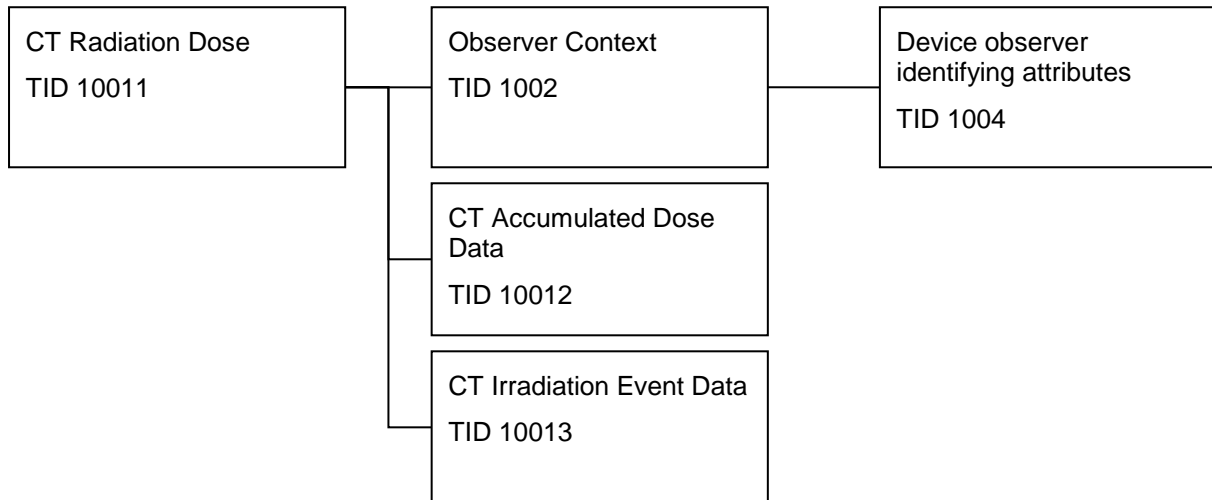 CT Radiation Dose
TID 10011
Observer Context
TID 1002
Device observer
identifying attributes
TID 1004
CT Accumulated Dose
Data
TID 10012
CT Irradiation Event Data
TID 10013